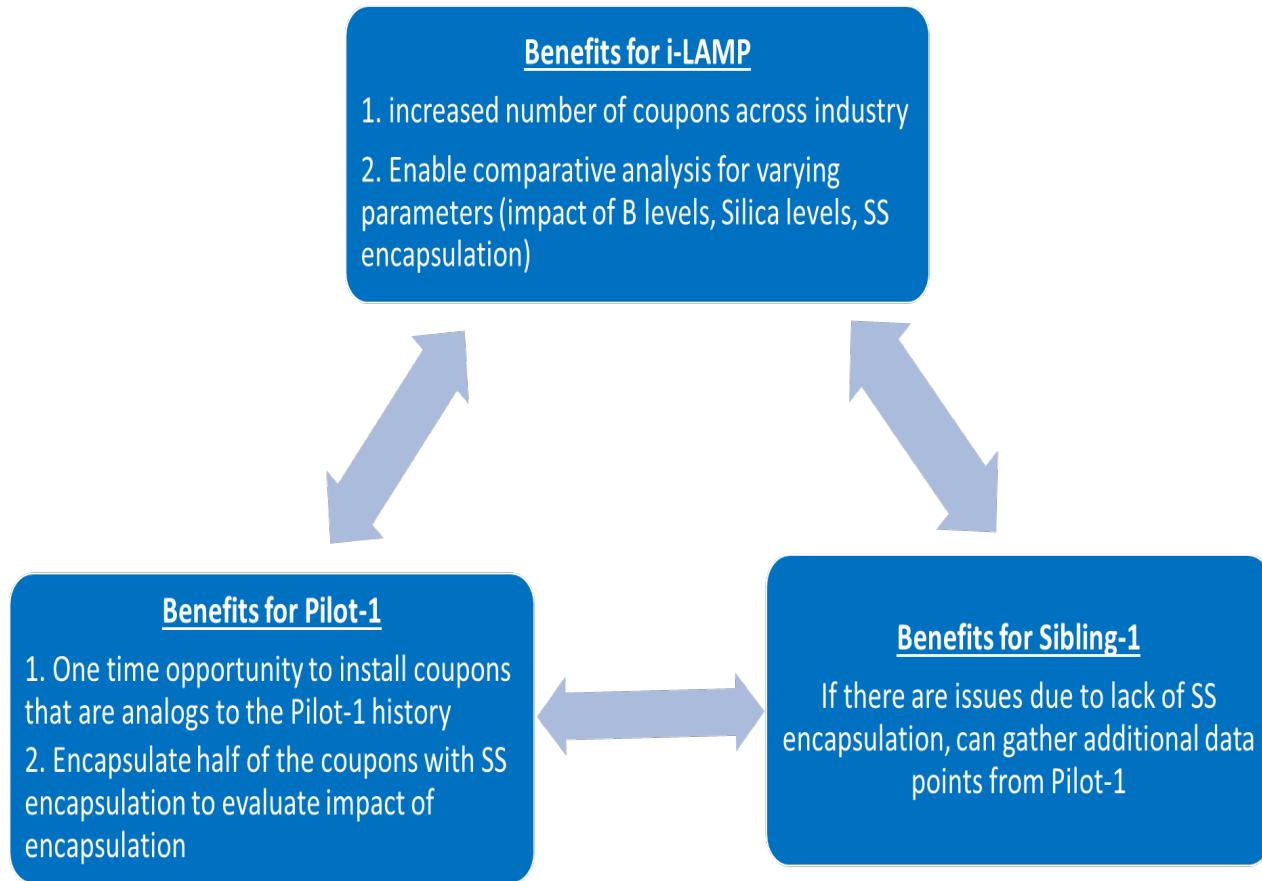 Benefits for i-LAMP
1. increased number of coupons across industry
2. Enable comparative analysis for varying
parameters (impact of B levels, Silica levels, SS
encapsulation)
Benefits for Pilot-1
1. One time opportunity to install coupons
that are analogs to the Pilot-1 history
2. Encapsulate half of the coupons with SS
encapsulation to evaluate impact of
encapsulation
Benefits for Sibling-1
If there are issues due to lack of SS
encapsulation, can gather additional data
points from Pilot-1